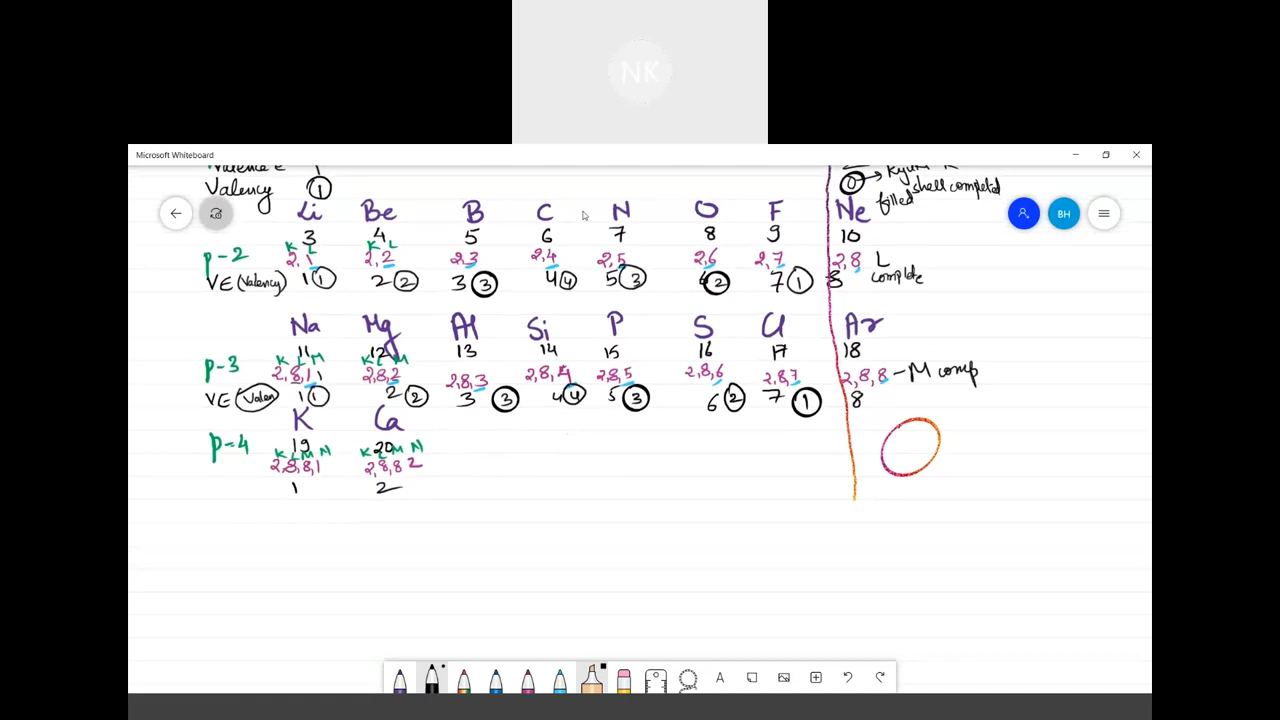 NK
Microsoft Whiteboard
Valence e 1
Valency 1 0 → shell completed
filled
BH
Li Be B C N O F Ne
3 4 5 6 7 8 9 10
K L K L
p-2 2,1 2,2 2,3 2,4 2,5 2,6 2,7 2,8 L complete
VE (Valency) 1 1 2 2 3 3 4 4 5 3 6 2 7 1 8
Na Mg Al Si P S Cl Ar
11 12 13 14 15 16 17 18
K L M K L M
p-3 2,8,1 1 2,8,2 2,8,3 2,8,4 2,8,5 2,8,6 2,8,7 2,8,8 - M comp
VE (Valen) 1 1 2 2 3 3 4 4 5 3 6 2 7 1 8
K Ca
p=4 19 20
K L M N K L M N
2,8,8,1 2,8,8 2
1 2
A